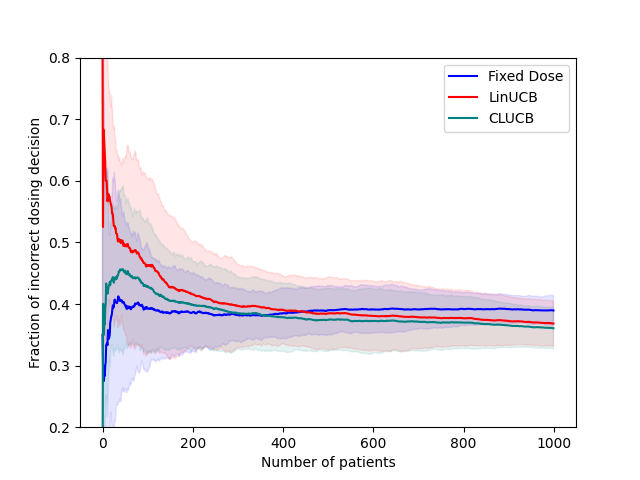 Fraction of incorrect dosing decision
0.8
0.7
0.6
0.5
0.4
0.3
0.2
Fixed Dose
LinUCB
CLUCB
0 200 400 600 800 1000
Number of patients